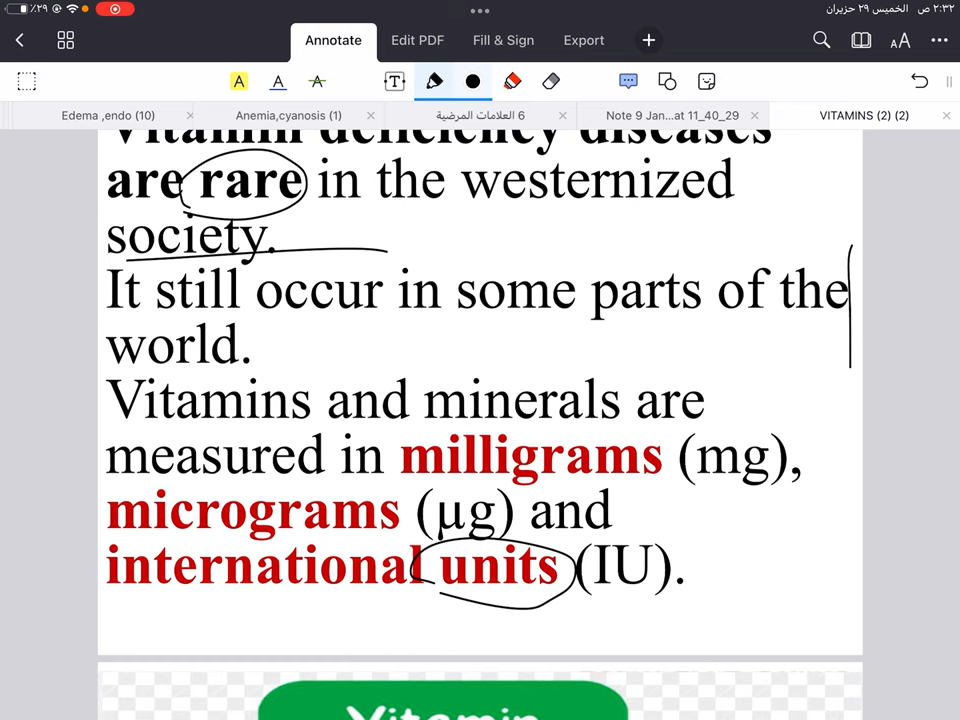 ٢:٣٢ ص الخميس ٢٩ حزيران
٪٢٩
Annotate Edit PDF Fill & Sign Export
Edema ,endo (10) Anemia,cyanosis (1) 6 العلامات المرضية Note 9 Jan...at 11_40_29 VITAMINS (2) (2)
Vitamin deficiency diseases
are rare in the westernized
society.
It still occur in some parts of the
world.
Vitamins and minerals are
measured in milligrams (mg),
micrograms (µg) and
international units (IU).
Vitamin